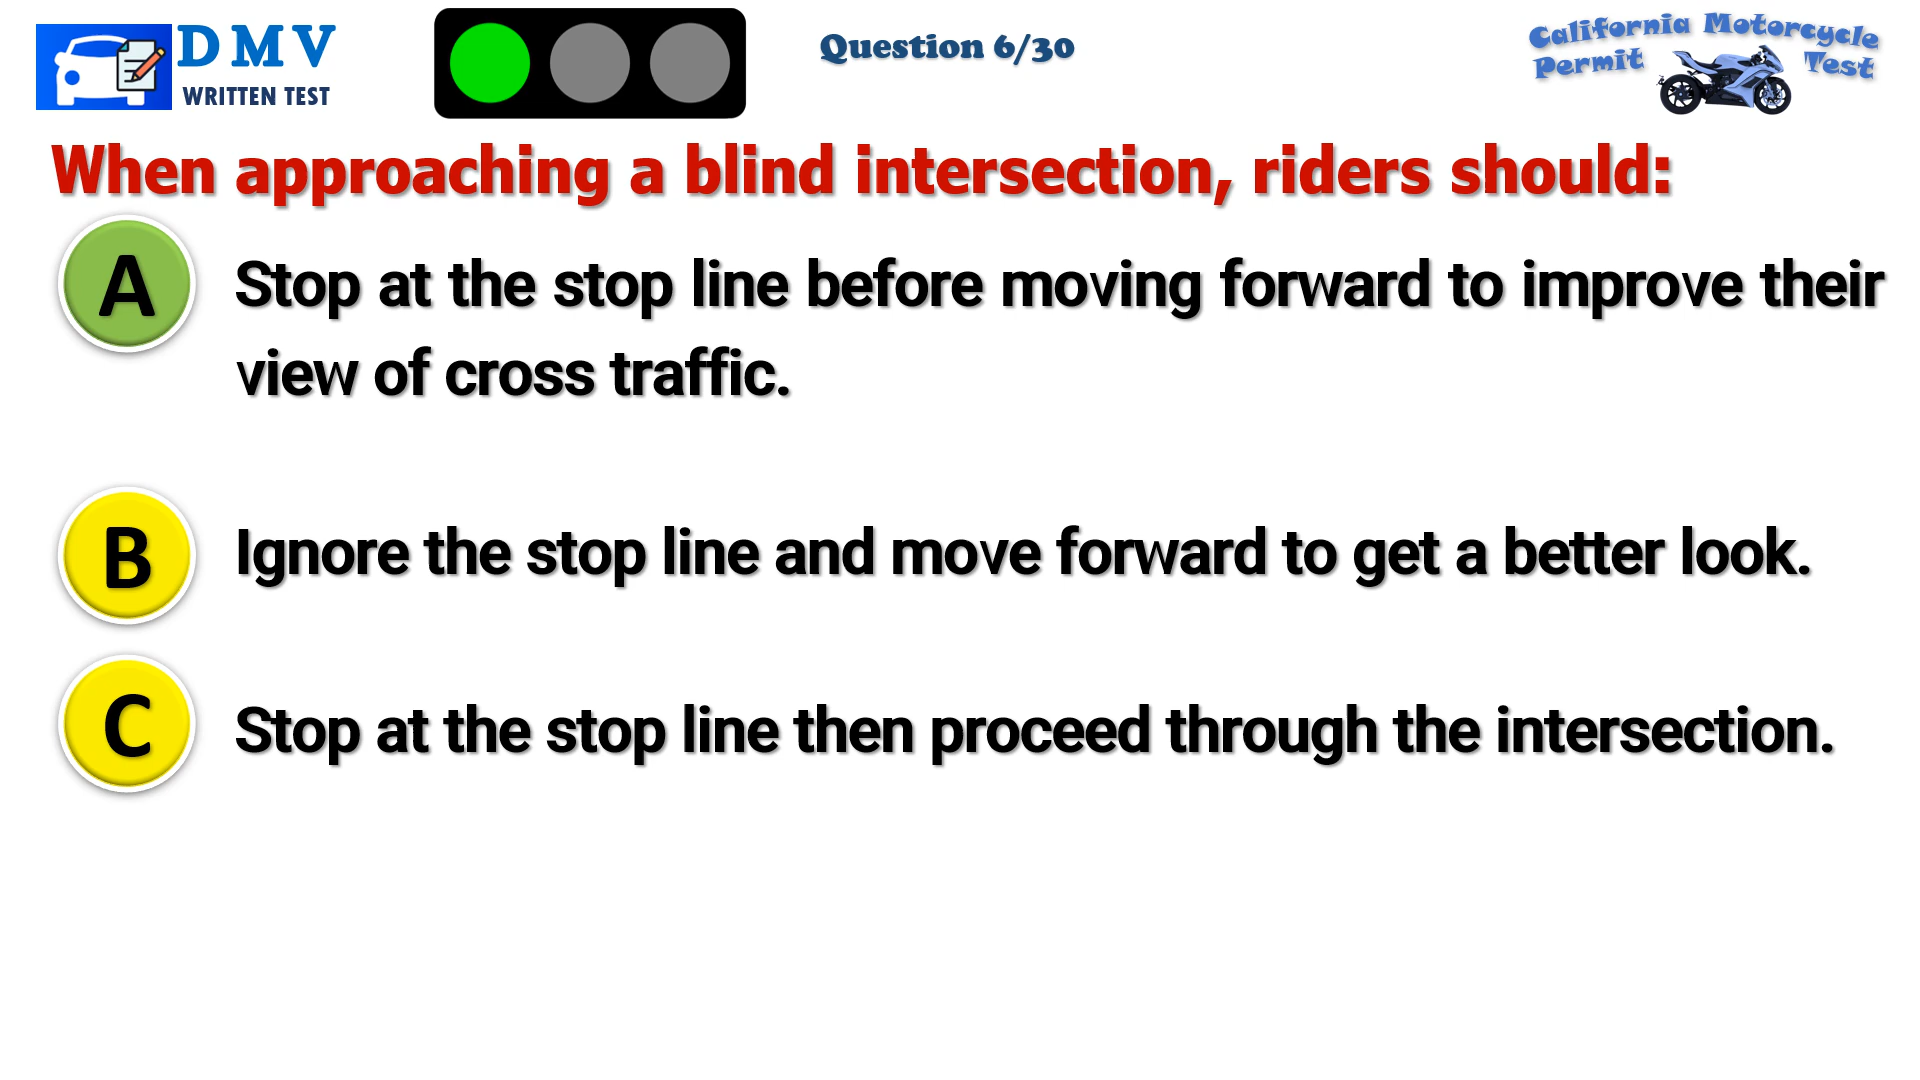 DMV
WRITTEN TEST
Question 6/30
California Motorcycle
Permit Test
When approaching a blind intersection, riders should:
A
Stop at the stop line before moving forward to improve their
view of cross traffic.
B
Ignore the stop line and move forward to get a better look.
C
Stop at the stop line then proceed through the intersection.